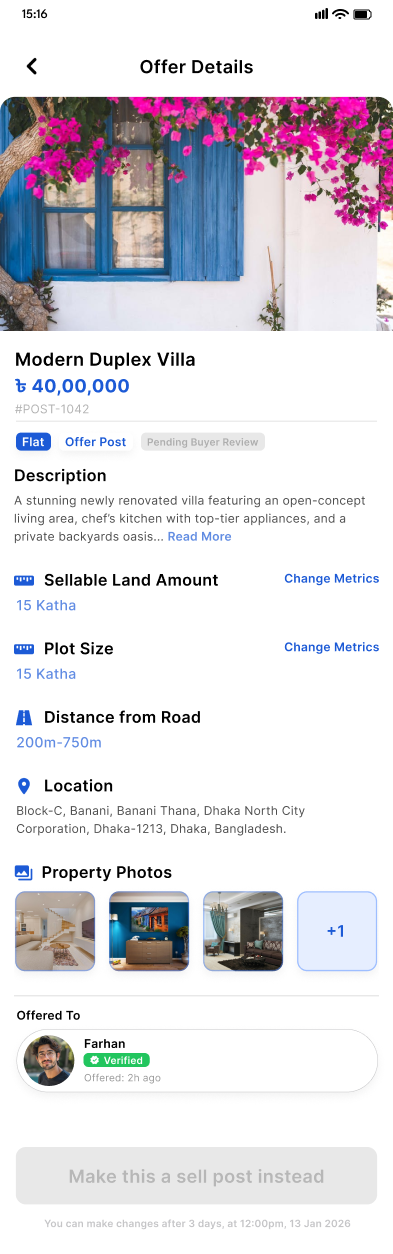 15:16
Offer Details
Modern Duplex Villa
৳ 40,00,000
#POST-1042
Flat Offer Post Pending Buyer Review
Description
A stunning newly renovated villa featuring an open-concept
living area, chef's kitchen with top-tier appliances, and a
private backyards oasis... Read More
Sellable Land Amount Change Metrics
15 Katha
Plot Size Change Metrics
15 Katha
Distance from Road
200m-750m
Location
Block-C, Banani, Banani Thana, Dhaka North City
Corporation, Dhaka-1213, Dhaka, Bangladesh.
Property Photos
+1
Offered To
Farhan
Verified
Offered: 2h ago
Make this a sell post instead
You can make changes after 3 days, at 12:00pm, 13 Jan 2026